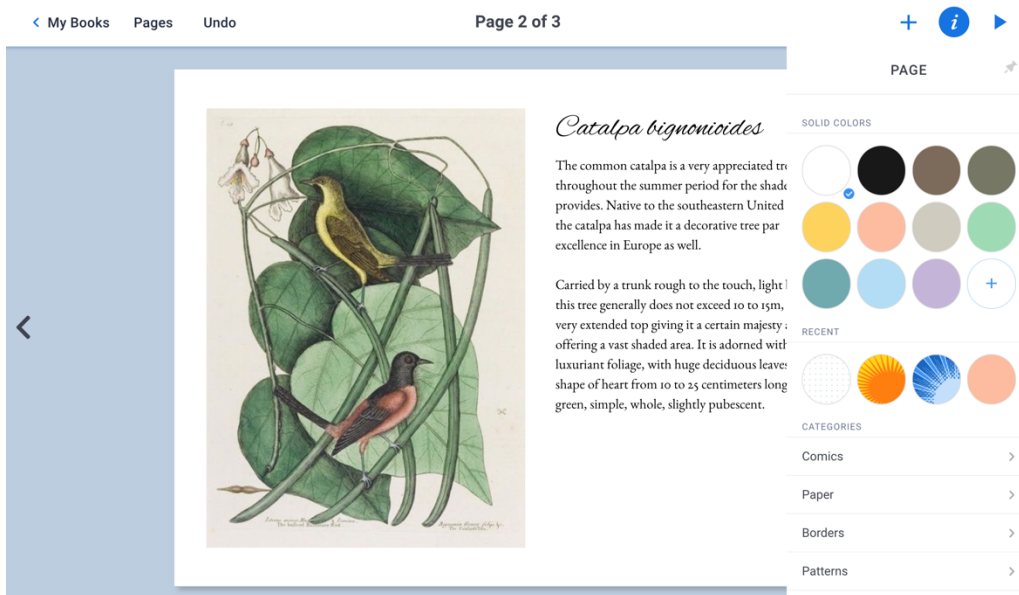 My Books
Pages
Undo
Page 2 of 3
i
PAGE
SOLID COLORS
RECENT
CATEGORIES
Comics
Paper
Borders
Patterns
Catalpa bignonioides
The common catalpa is a very appreciated
throughout the summer period for the shade
provides. Native to the southeastern United
the catalpa has made it a decorative tree par
excellence in Europe as well.
Carried by a trunk rough to the touch, light
this tree generally does not exceed 10 to 15m,
very extended top giving it a certain majesty
offering a vast shaded area. It is adorned with
luxuriant foliage, with huge deciduous leaves
shape of heart from 10 to 25 centimeters long
green, simple, whole, slightly pubescent.